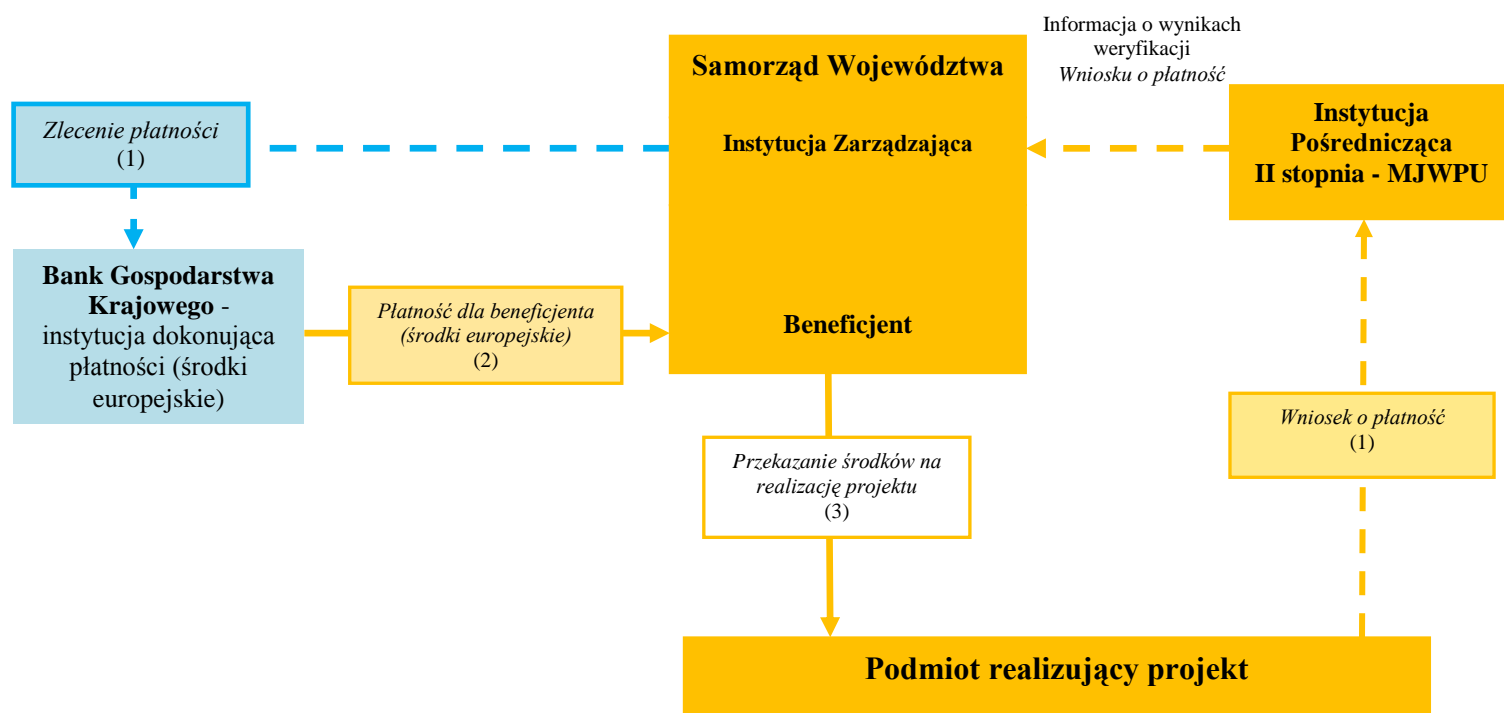 Informacja o wynikach
weryfikacji
Wniosku o płatność
Samorząd Województwa
Instytucja Zarządzająca
Beneficjent
Zlecenie płatności
(1)
Instytucja
Pośrednicząca
II stopnia - MJWPU
Bank Gospodarstwa
Krajowego -
instytucja dokonująca
płatności (środki
europejskie)
Płatność dla beneficjenta
(środki europejskie)
(2)
Wniosek o płatność
(1)
Przekazanie środków na
realizację projektu
(3)
Podmiot realizujący projekt